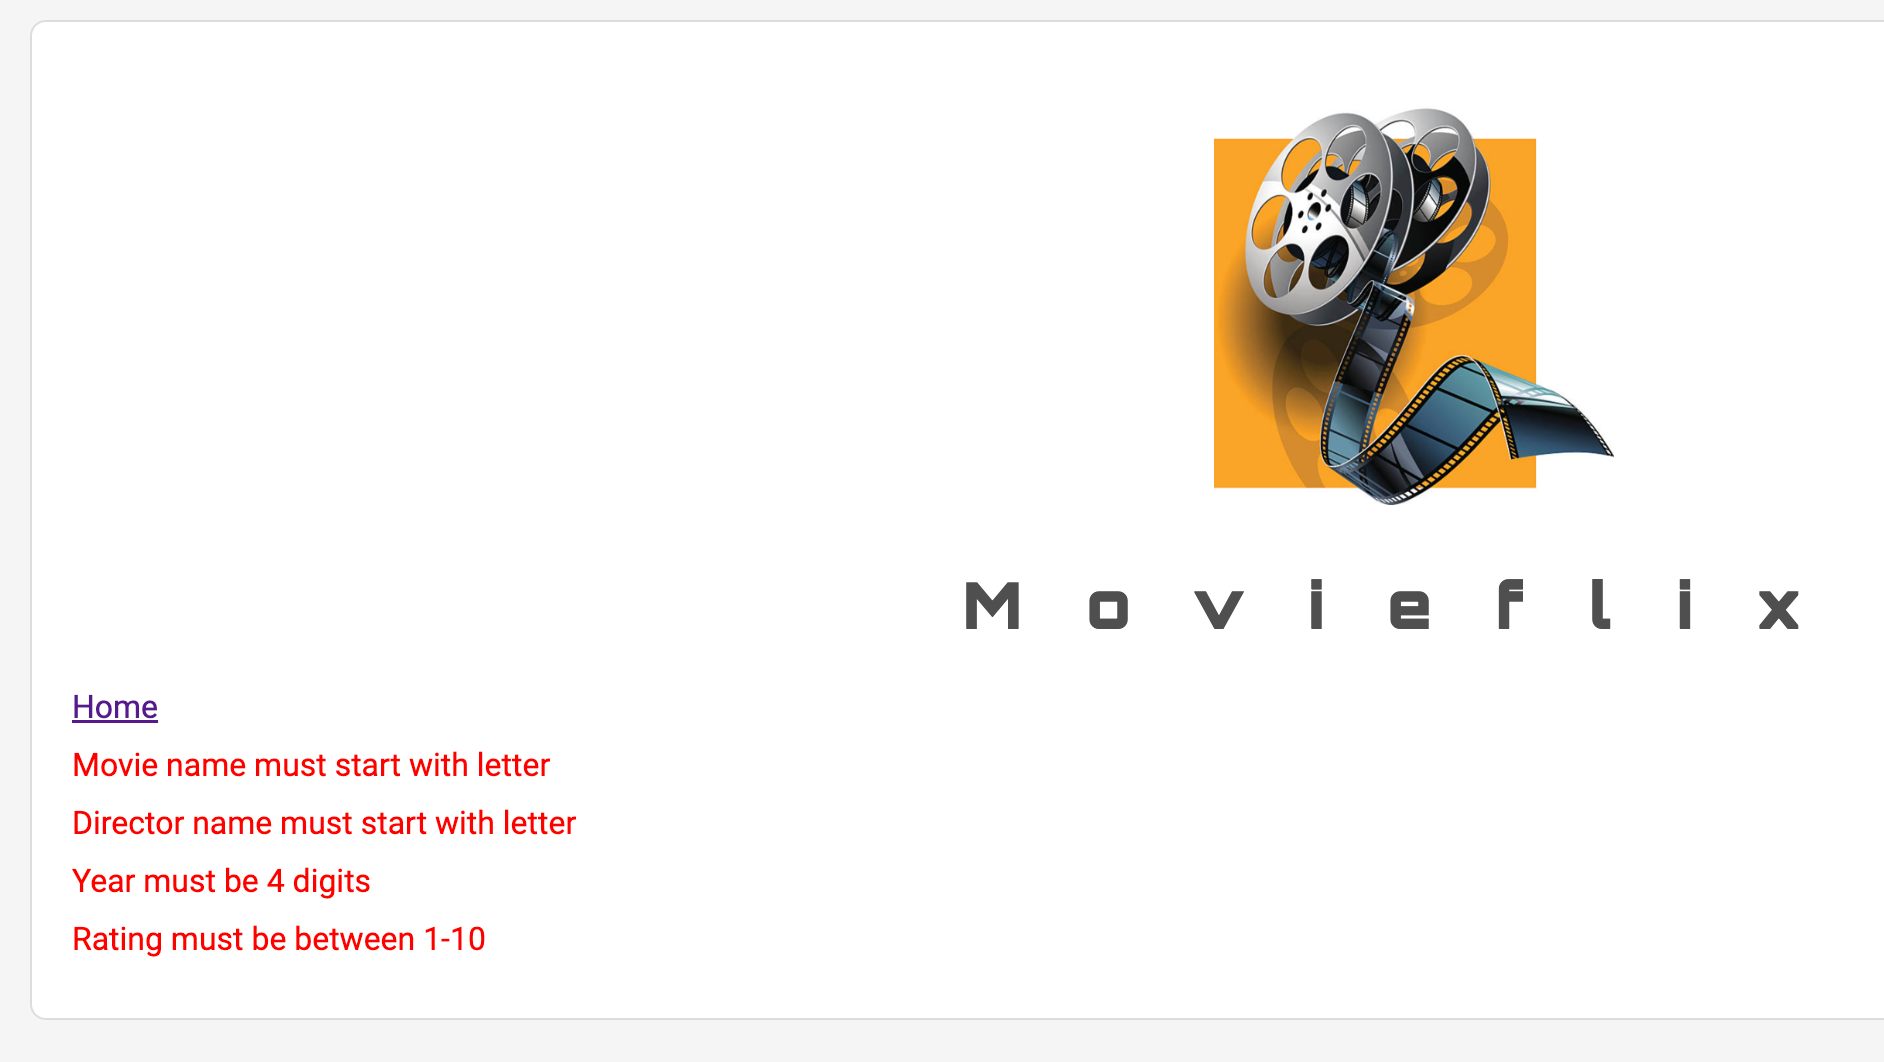 Movieflix
Home
Movie name must start with letter
Director name must start with letter
Year must be 4 digits
Rating must be between 1-10